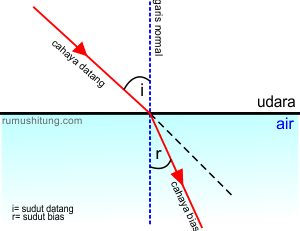 garis normal
cahaya datang
i
udara
rumushitung.com
air
r
cahaya bias
i= sudut datang
r= sudut bias